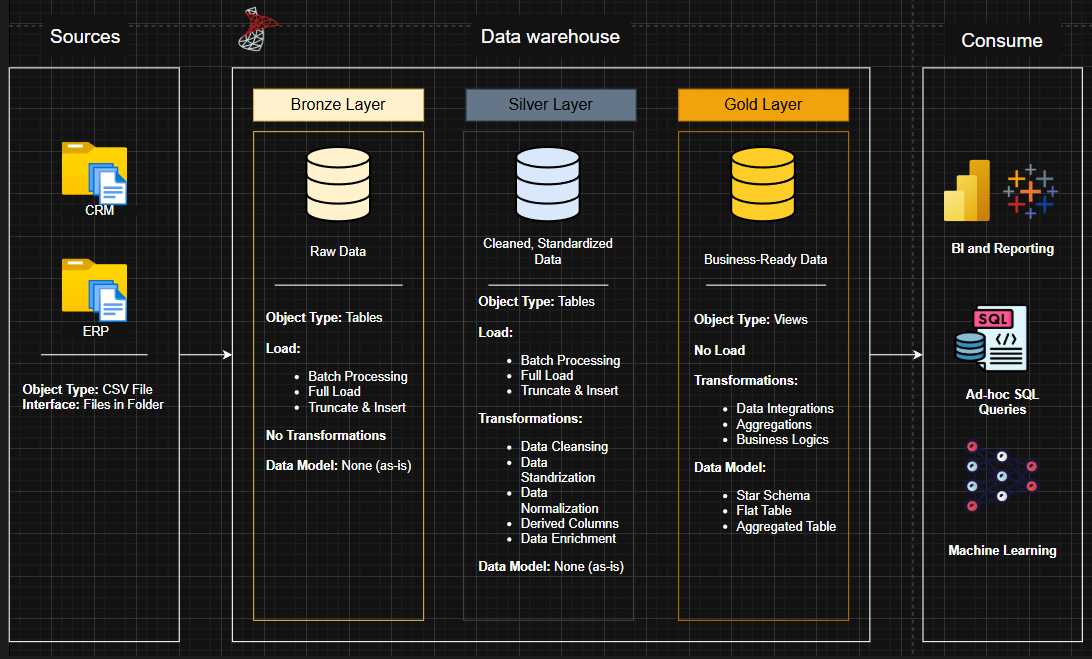 Sources
Data warehouse
Consume
CRM
ERP
Object Type: CSV File
Interface: Files in Folder
Bronze Layer
Raw Data
Object Type: Tables
Load:
Batch Processing
Full Load
Truncate & Insert
No Transformations
Data Model: None (as-is)
Silver Layer
Cleaned, Standardized
Data
Object Type: Tables
Load:
Batch Processing
Full Load
Truncate & Insert
Transformations:
Data Cleansing
Data
Standrization
Data
Normalization
Derived Columns
Data Enrichment
Data Model: None (as-is)
Gold Layer
Business-Ready Data
Object Type: Views
No Load
Transformations:
Data Integrations
Aggregations
Business Logics
Data Model:
Star Schema
Flat Table
Aggregated Table
BI and Reporting
SQL
</>
Ad-hoc SQL
Queries
Machine Learning